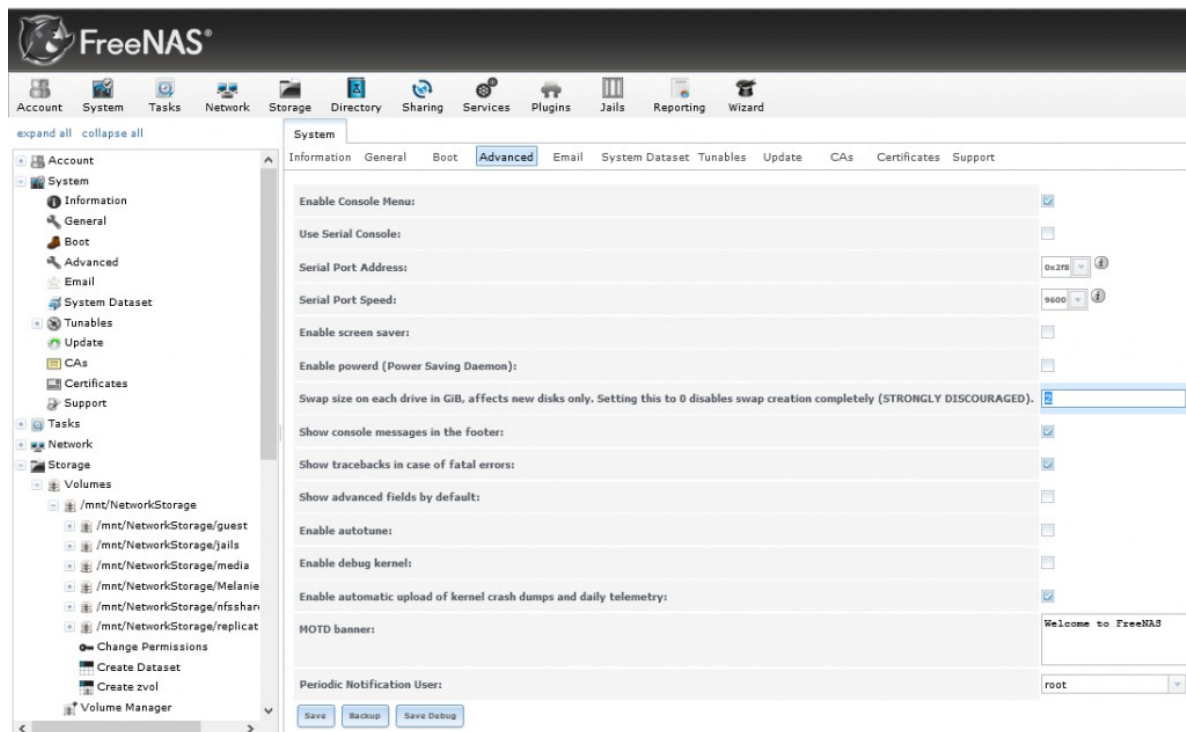 FreeNAS®
Account System Tasks Network Storage Directory Sharing Services Plugins Jails Reporting Wizard
expand all collapse all
Account
System
Information
General
Boot
Advanced
Email
System Dataset
Tunables
Update
CAs
Certificates
Support
Tasks
Network
Storage
Volumes
/mnt/NetworkStorage
/mnt/NetworkStorage/guest
/mnt/NetworkStorage/jails
/mnt/NetworkStorage/media
/mnt/NetworkStorage/Melanie
/mnt/NetworkStorage/nfsshar
/mnt/NetworkStorage/replicat
Change Permissions
Create Dataset
Create zvol
Volume Manager
System
Information General Boot Advanced Email System Dataset Tunables Update CAs Certificates Support
Enable Console Menu:
Use Serial Console:
Serial Port Address: 0x2f8
Serial Port Speed: 9600
Enable screen saver:
Enable powerd (Power Saving Daemon):
Swap size on each drive in GiB, affects new disks only. Setting this to 0 disables swap creation completely (STRONGLY DISCOURAGED). 2
Show console messages in the footer:
Show tracebacks in case of fatal errors:
Show advanced fields by default:
Enable autotune:
Enable debug kernel:
Enable automatic upload of kernel crash dumps and daily telemetry:
MOTD banner: Welcome to FreeNAS
Periodic Notification User: root
Save Backup Save Debug